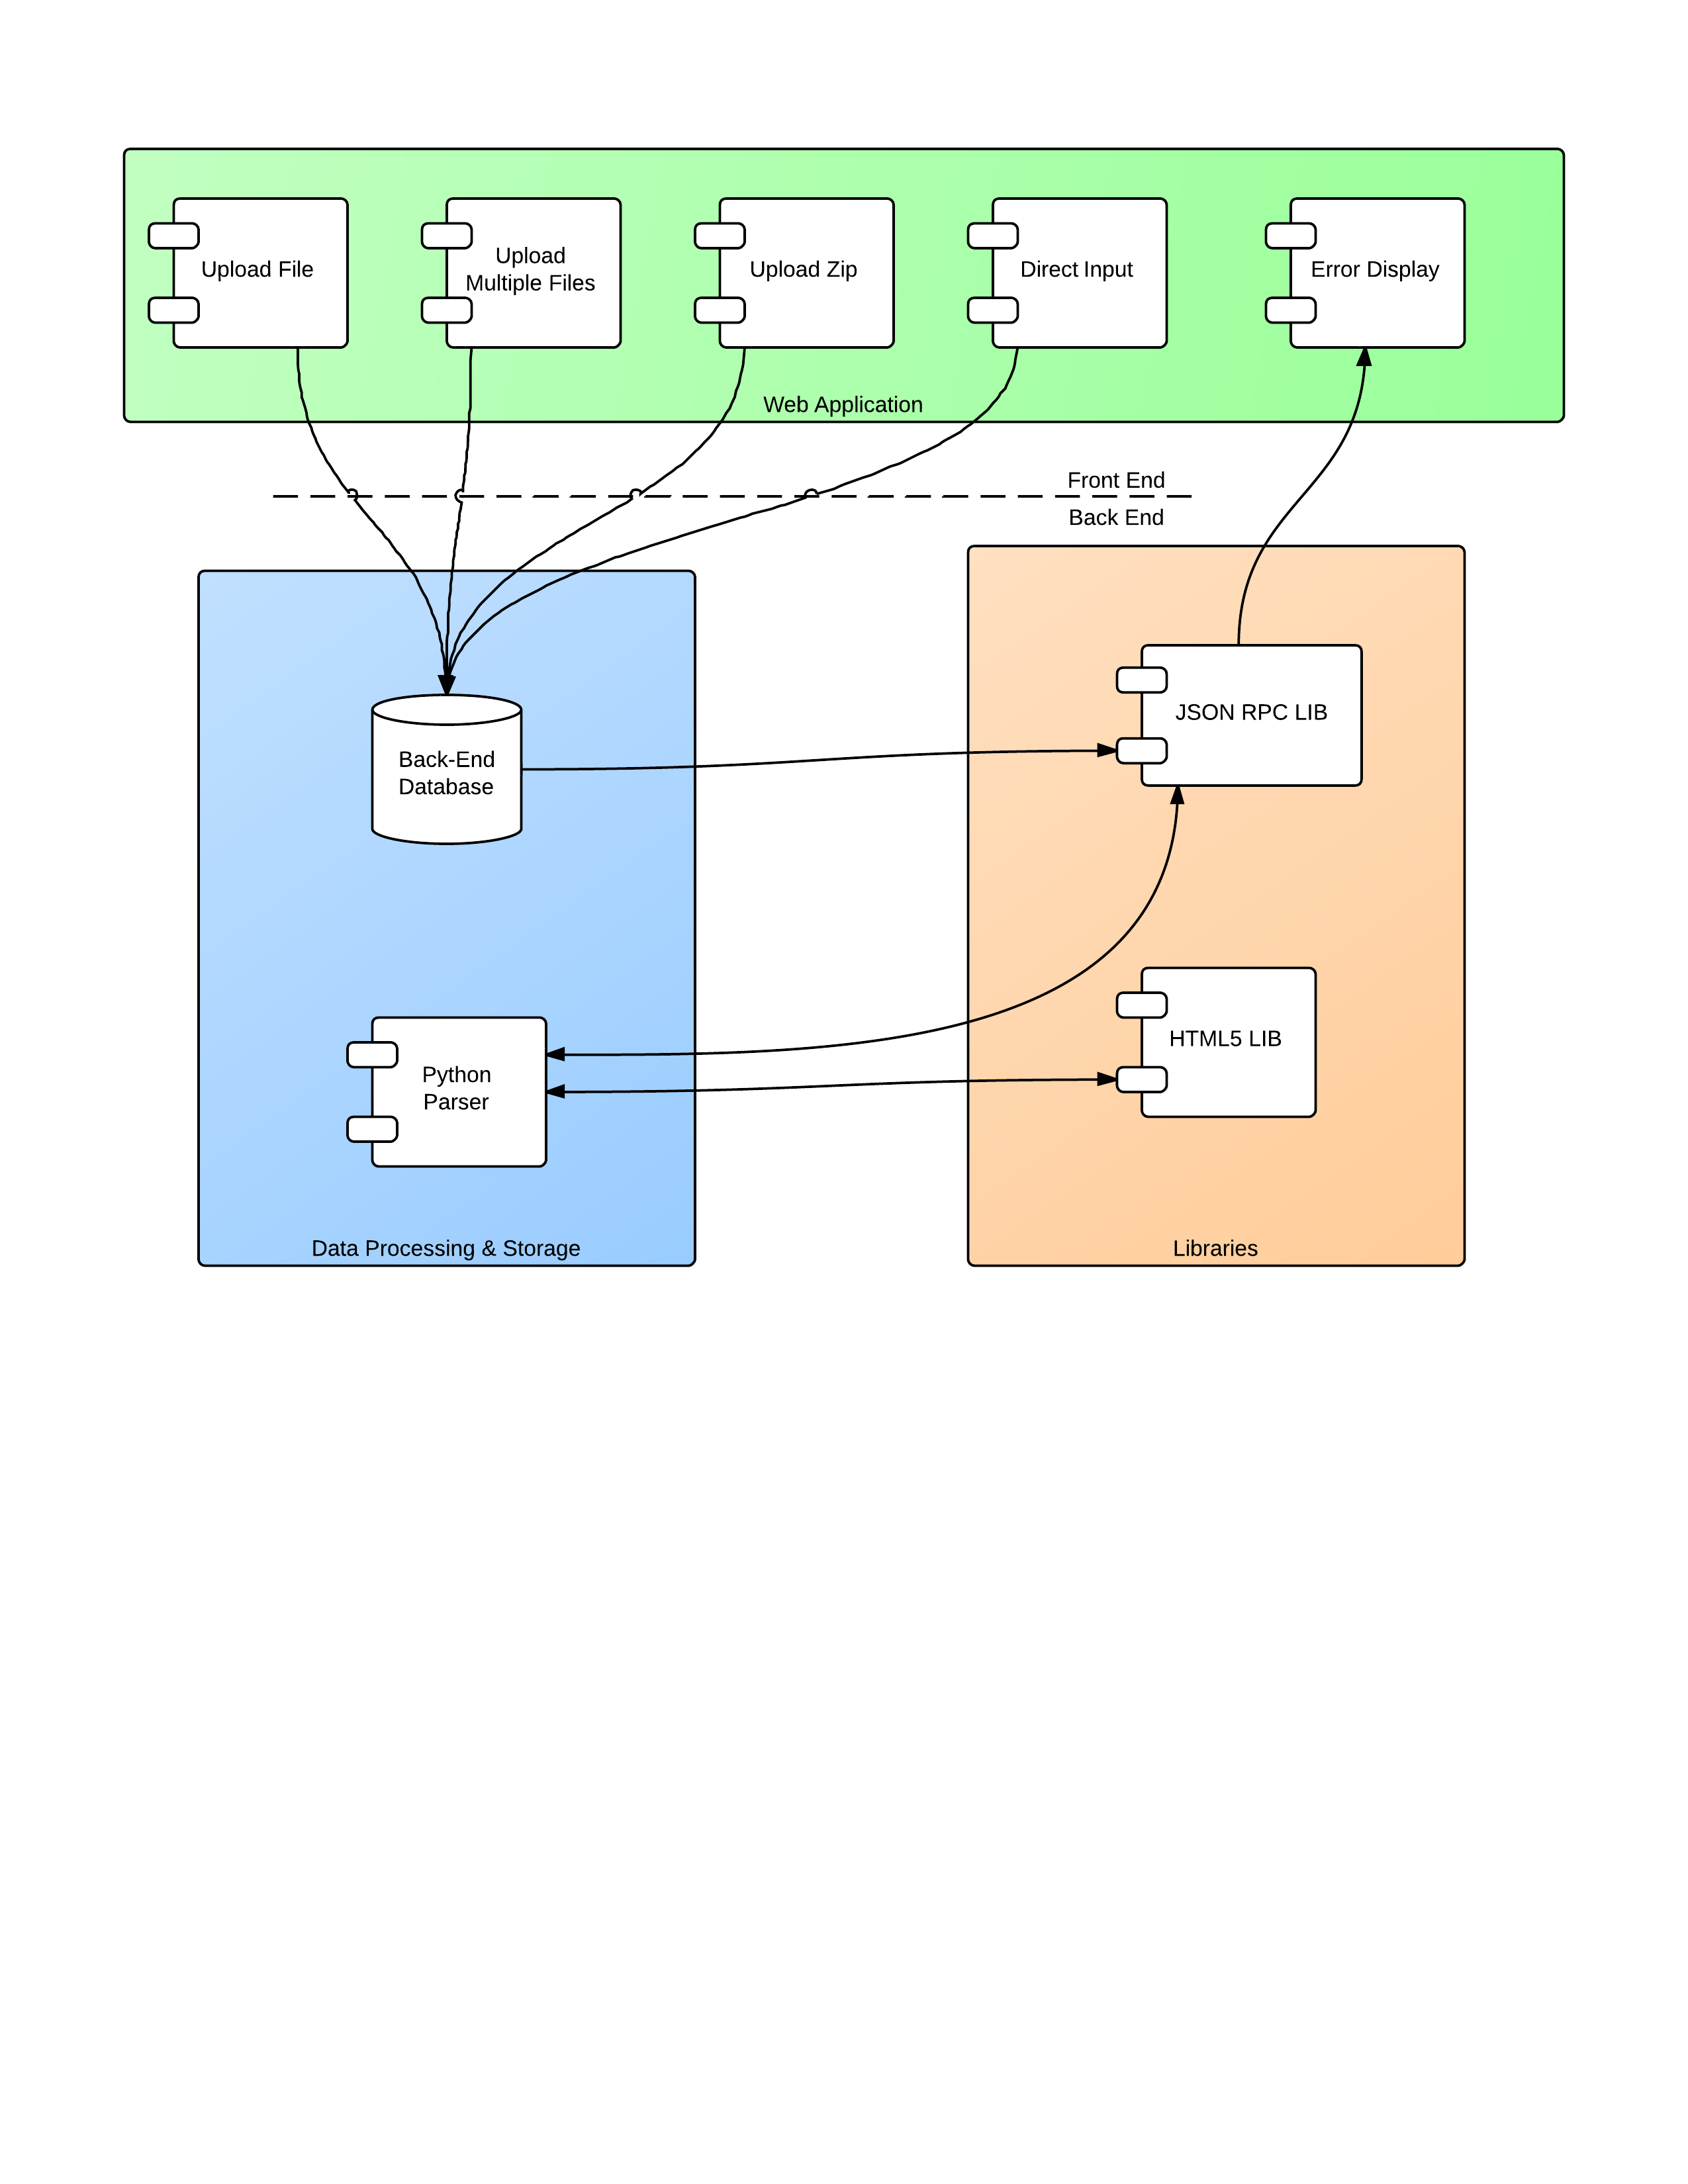 Upload File
Upload
Multiple Files
Upload Zip
Direct Input
Error Display
Web Application
Front End
Back End
Back-End
Database
JSON RPC LIB
Python
Parser
HTML5 LIB
Data Processing & Storage
Libraries